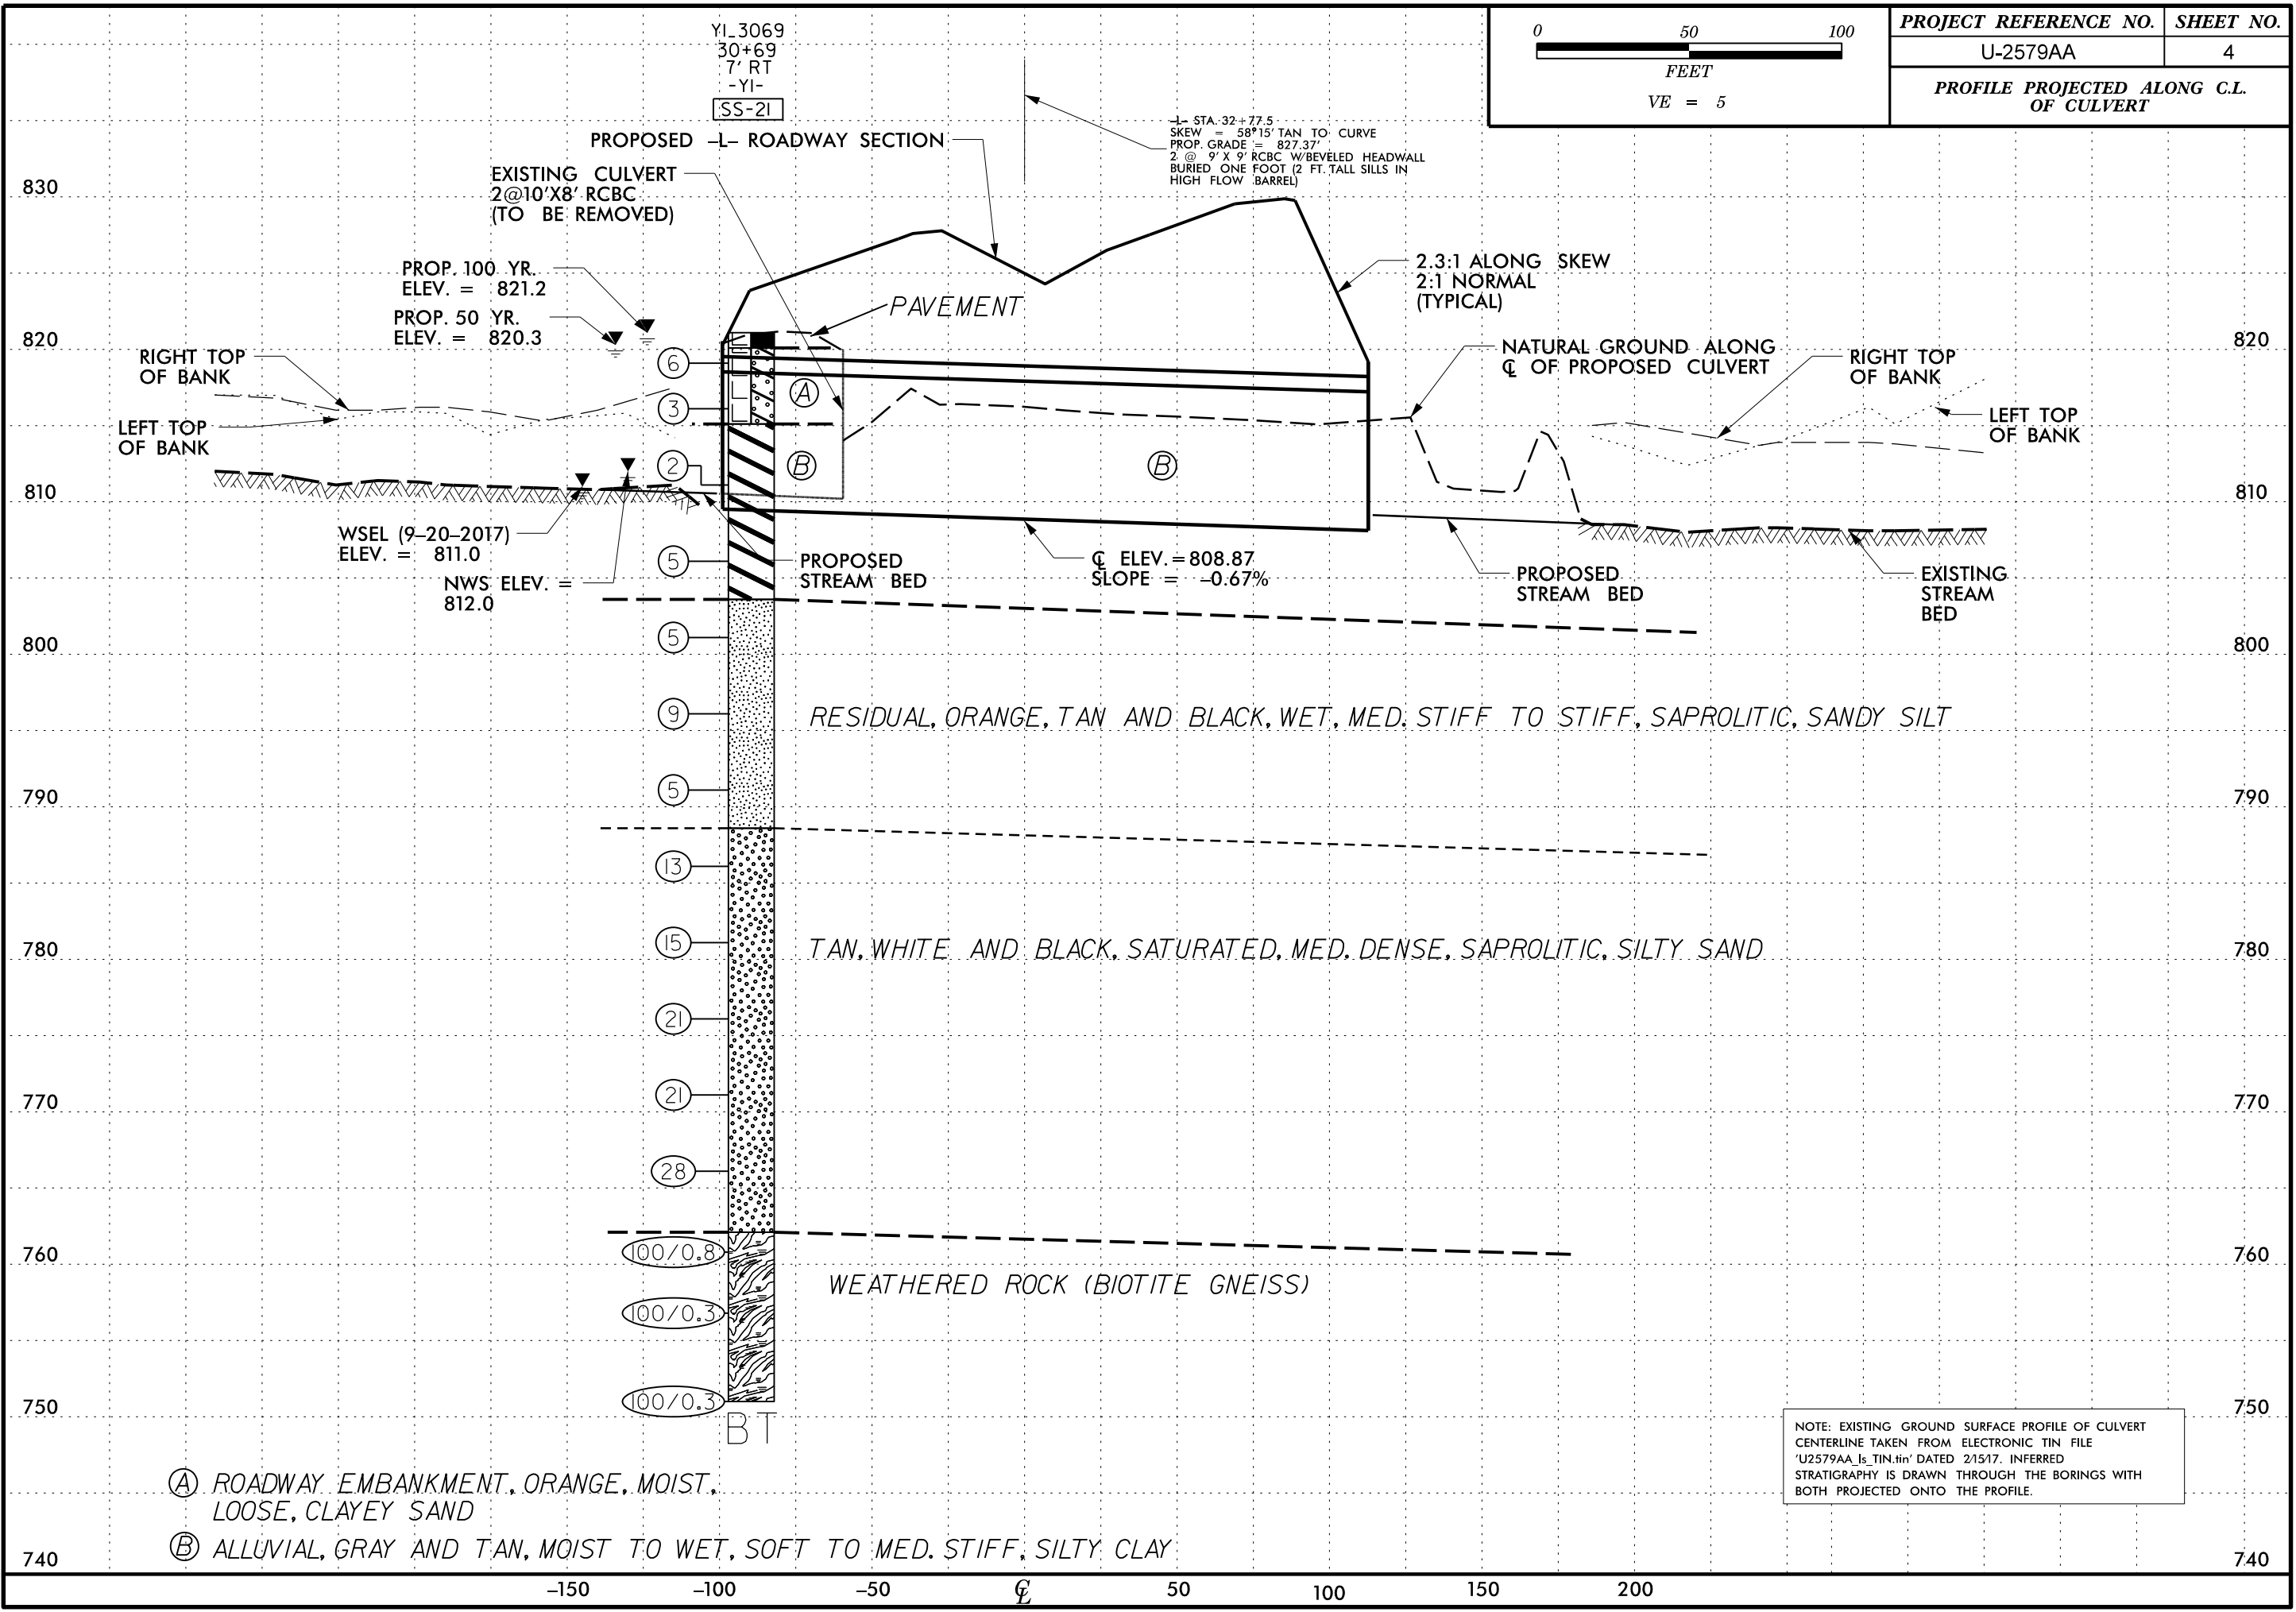 YI_3069
30+69
7' RT
-YI-
SS-21
0 50 100
FEET
VE = 5
PROJECT REFERENCE NO. SHEET NO.
U-2579AA 4
PROFILE PROJECTED ALONG C.L.
OF CULVERT
-L- STA. 32+77.5
SKEW = 58°15' TAN TO CURVE
PROP. GRADE = 827.37'
2 @ 9' X 9' RCBC W/BEVELED HEADWALL
BURIED ONE FOOT (2 FT. TALL SILLS IN
HIGH FLOW BARREL)
PROPOSED -L- ROADWAY SECTION
EXISTING CULVERT
2@10'X8' RCBC
(TO BE REMOVED)
830
PROP. 100 YR.
ELEV. = 821.2
PROP. 50 YR.
ELEV. = 820.3
PAVEMENT
2.3:1 ALONG SKEW
2:1 NORMAL
(TYPICAL)
820 820
RIGHT TOP
OF BANK
LEFT TOP
OF BANK
6
A
3
NATURAL GROUND ALONG
℄ OF PROPOSED CULVERT
RIGHT TOP
OF BANK
LEFT TOP
OF BANK
2
B
B
810 810
WSEL (9-20-2017)
ELEV. = 811.0
NWS ELEV. =
812.0
5
PROPOSED
STREAM BED
℄ ELEV.=808.87
SLOPE = -0.67%
PROPOSED
STREAM BED
EXISTING
STREAM
BED
5
800 800
9
RESIDUAL, ORANGE, TAN AND BLACK, WET, MED. STIFF TO STIFF, SAPROLITIC, SANDY SILT
5
790 790
13
15
TAN, WHITE AND BLACK, SATURATED, MED. DENSE, SAPROLITIC, SILTY SAND
780 780
21
21
770 770
28
100/0.8
760 760
WEATHERED ROCK (BIOTITE GNEISS)
100/0.3
100/0.3
750 750
BT
NOTE: EXISTING GROUND SURFACE PROFILE OF CULVERT
CENTERLINE TAKEN FROM ELECTRONIC TIN FILE
'U2579AA_ls_TIN.tin' DATED 2/15/17. INFERRED
STRATIGRAPHY IS DRAWN THROUGH THE BORINGS WITH
BOTH PROJECTED ONTO THE PROFILE.
A ROADWAY EMBANKMENT, ORANGE, MOIST,
LOOSE, CLAYEY SAND
B ALLUVIAL, GRAY AND TAN, MOIST TO WET, SOFT TO MED. STIFF, SILTY CLAY
740 740
-150 -100 -50 ℄ 50 100 150 200